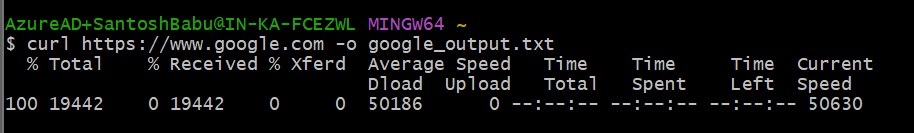 AzureAD+SantoshBabu@IN-KA-FCEZWL MINGW64 ~
$ curl https://www.google.com -o google_output.txt
  % Total    % Received % Xferd  Average Speed   Time    Time     Time  Current
                                 Dload  Upload   Total   Spent    Left  Speed
100 19442    0 19442    0     0  50186      0 --:--:-- --:--:-- --:--:-- 50630